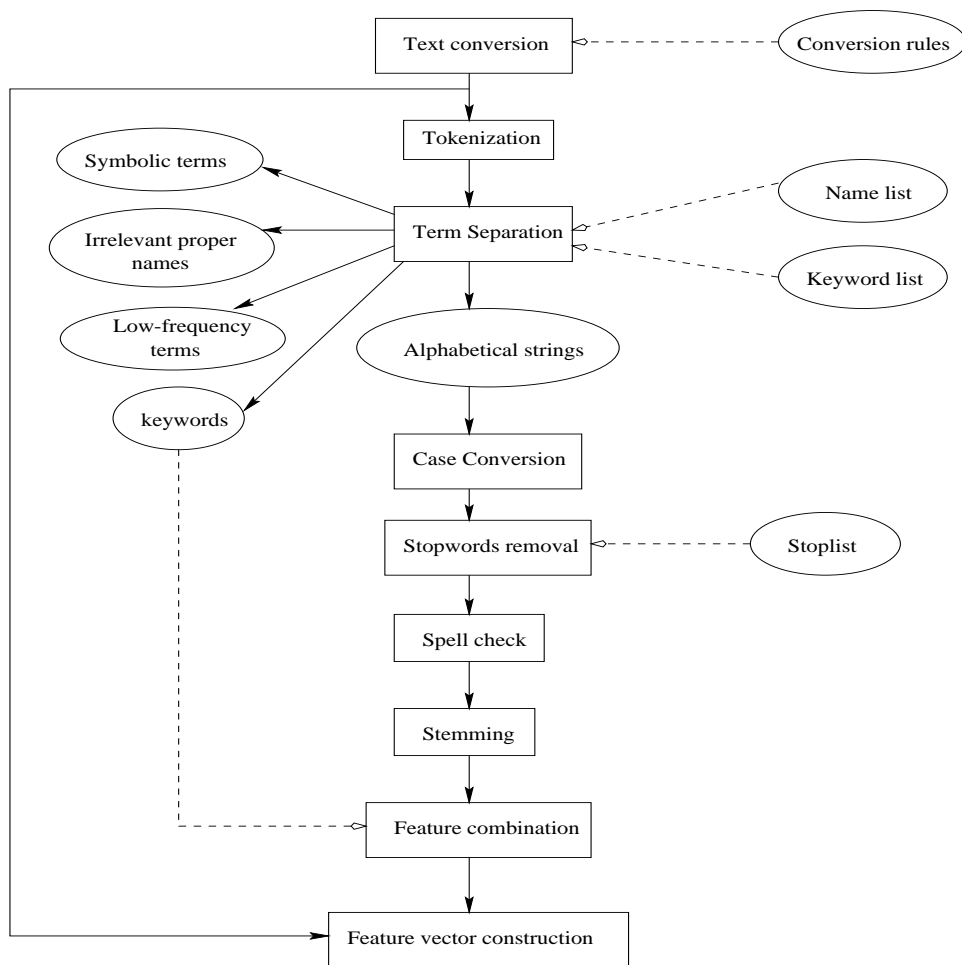 Text conversion
Conversion rules
Tokenization
Symbolic terms
Name list
Term Separation
Irrelevant proper
names
Keyword list
Low-frequency
terms
Alphabetical strings
keywords
Case Conversion
Stopwords removal
Stoplist
Spell check
Stemming
Feature combination
Feature vector construction